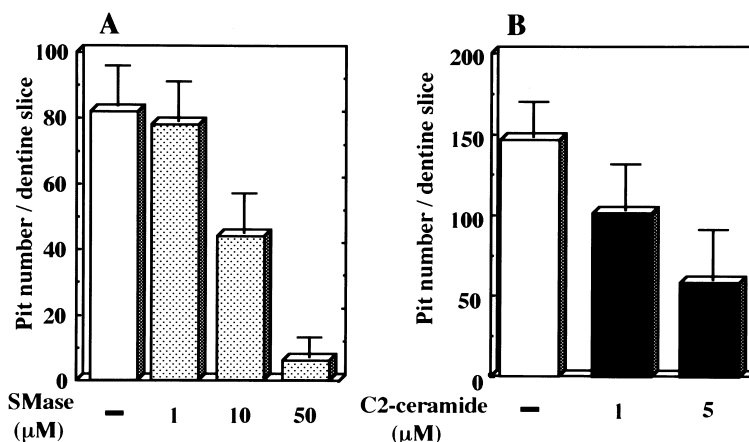 A
Pit number / dentine slice
100
80
60
40
20
0
SMase
(μM)
– 1 10 50
B
Pit number / dentine slice
200
150
100
50
0
C2-ceramide
(μM)
– 1 5